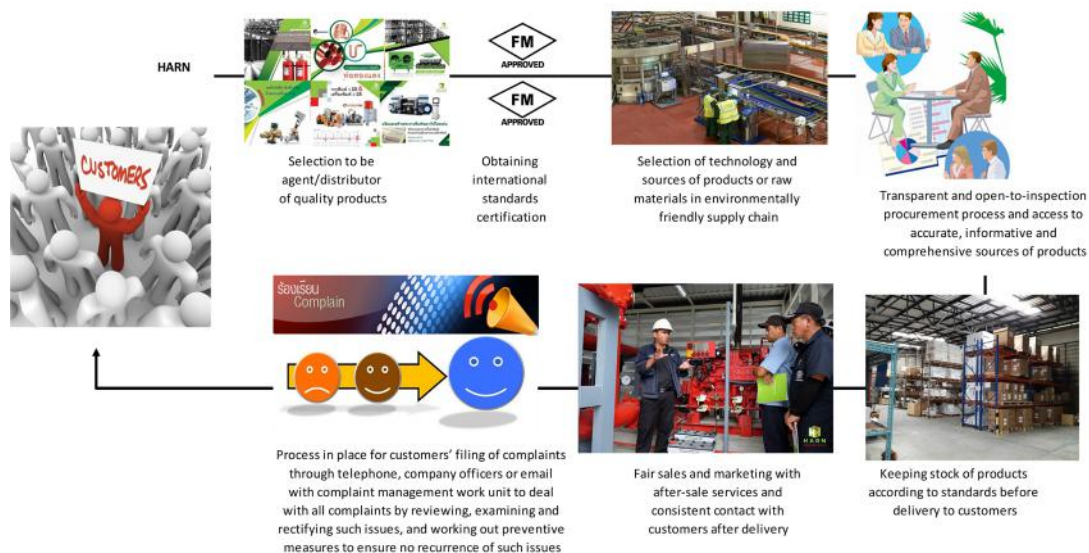 HARN
FM
APPROVED
FM
APPROVED
Selection to be
agent/distributor
of quality products
Obtaining
international
standards
certification
Selection of technology and
sources of products or raw
materials in environmentally
friendly supply chain
Transparent and open-to-inspection
procurement process and access to
accurate, informative and
comprehensive sources of products
CUSTOMERS
ร้องเรียน
Complain
HARN
Process in place for customers’ filing of complaints
through telephone, company officers or email
with complaint management work unit to deal
with all complaints by reviewing, examining and
rectifying such issues, and working out preventive
measures to ensure no recurrence of such issues
Fair sales and marketing with
after-sale services and
consistent contact with
customers after delivery
Keeping stock of products
according to standards before
delivery to customers